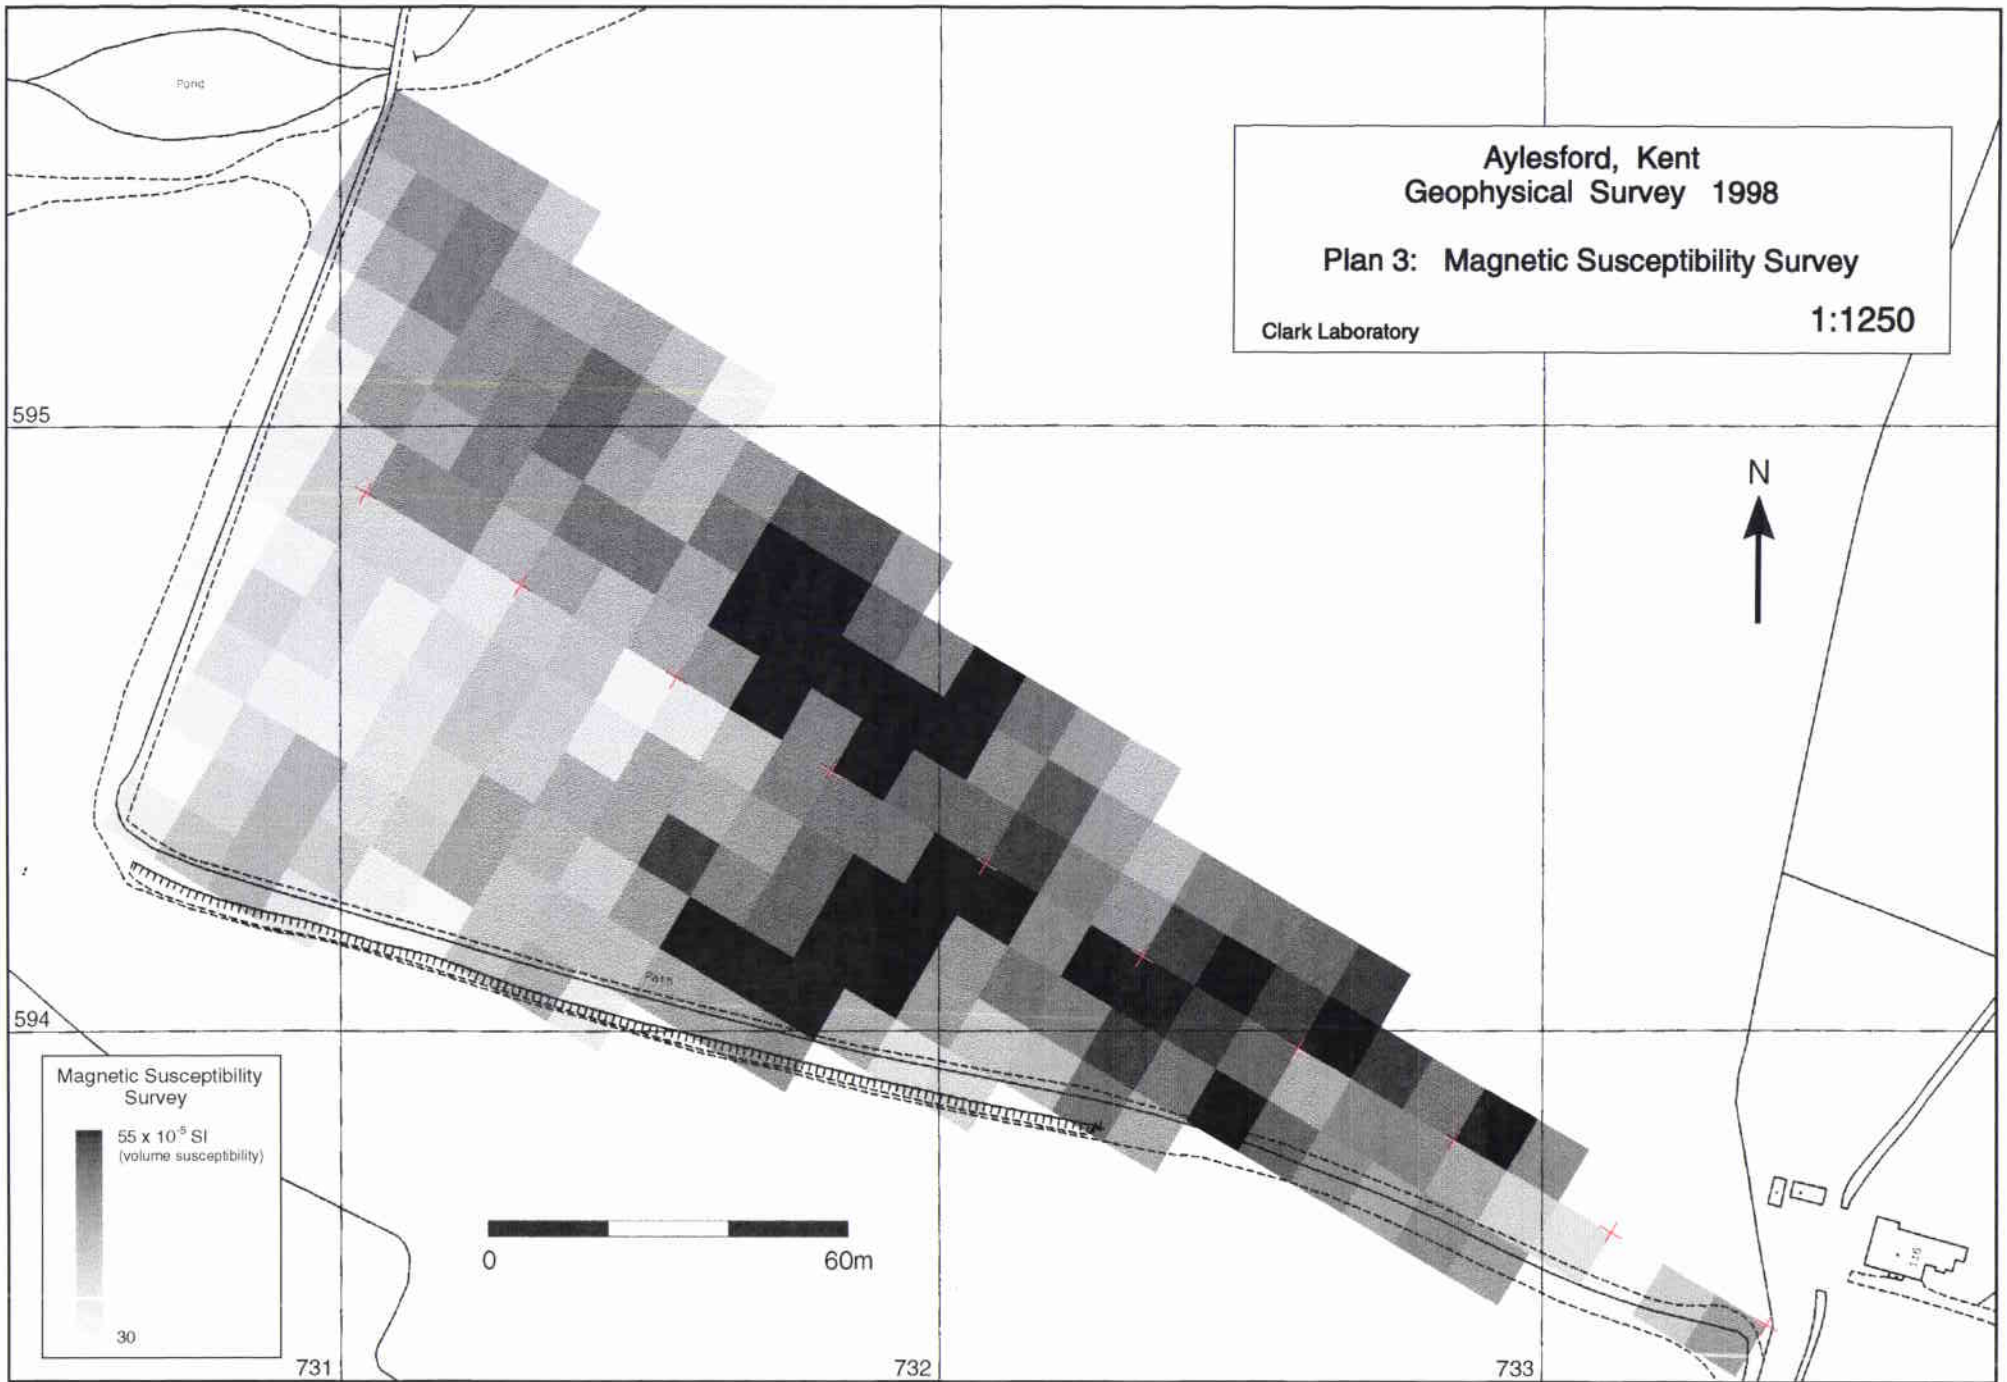 Pond
Aylesford, Kent
Geophysical Survey 1998
Plan 3: Magnetic Susceptibility Survey
Clark Laboratory
1:1250
595
N
Path
594
Magnetic Susceptibility
Survey
55 x 10⁻⁵ SI
(volume susceptibility)
30
0
60m
731
732
733